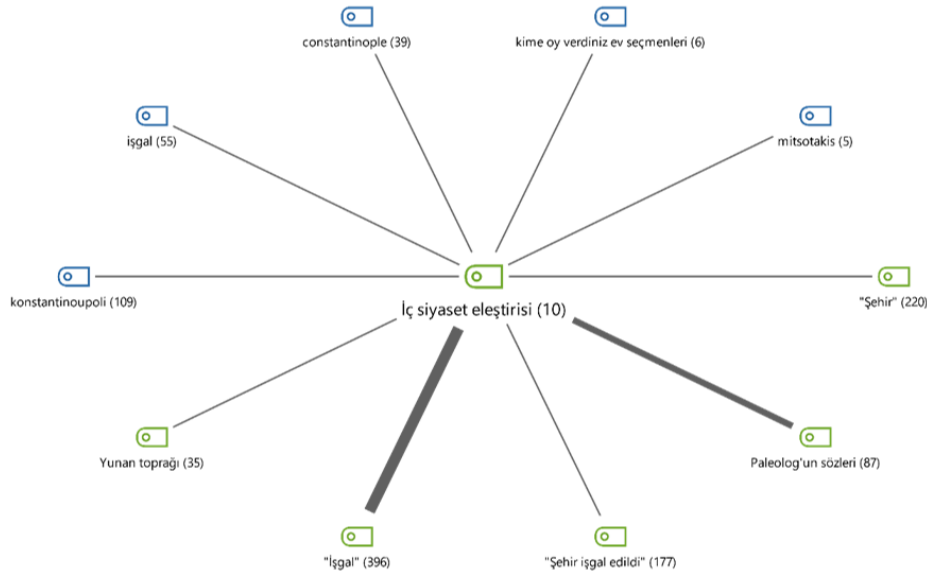 constantinople (39)
kime oy verdiniz ev seçmenleri (6)
işgal (55)
mitsotakis (5)
konstantinoupoli (109)
"Şehir" (220)
İç siyaset eleştirisi (10)
Yunan toprağı (35)
Paleolog'un sözleri (87)
"İşgal" (396)
"Şehir işgal edildi" (177)